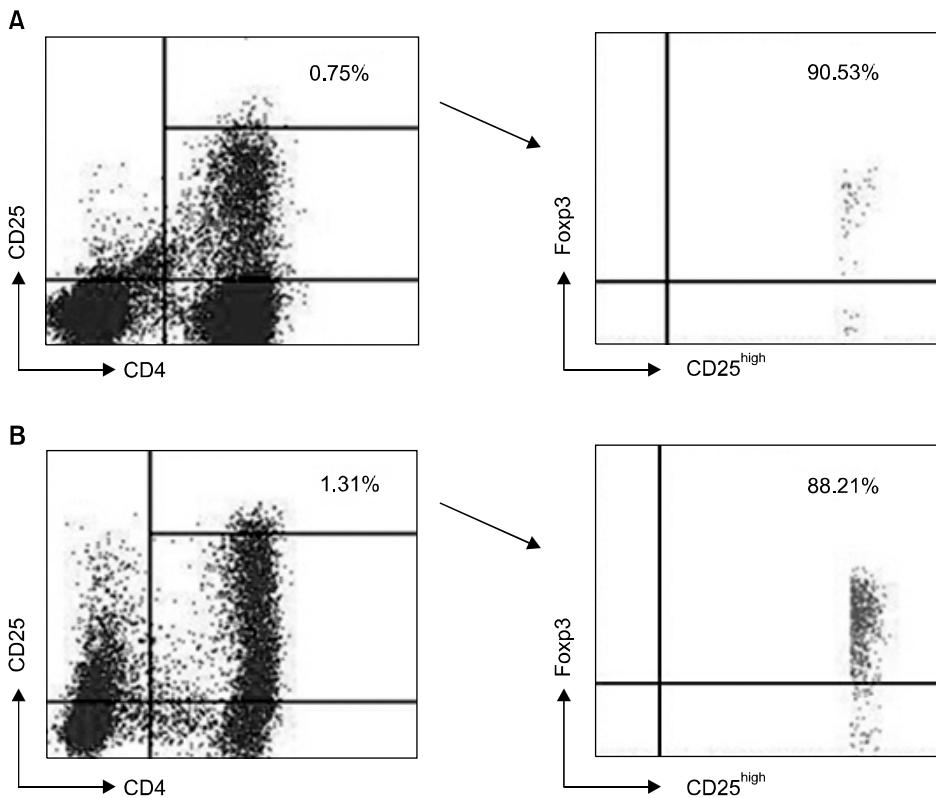 A
0.75%
90.53%
CD25
Foxp3
CD4
CD25high
B
1.31%
88.21%
CD25
Foxp3
CD4
CD25high